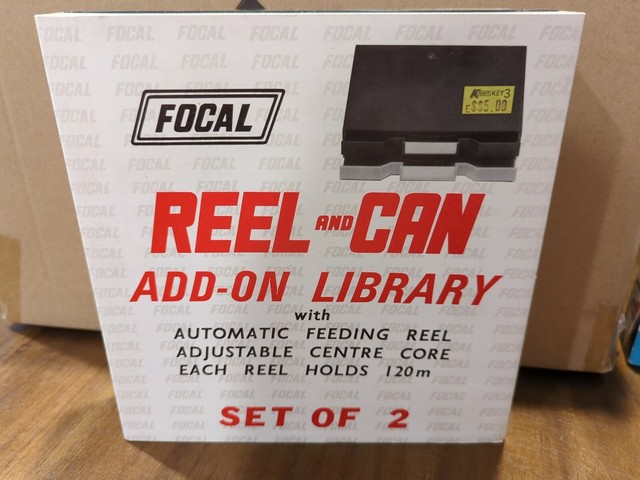 FOCAL
KEY 3
$5.00
REEL AND CAN
ADD-ON LIBRARY
with
AUTOMATIC FEEDING REEL
ADJUSTABLE CENTRE CORE
EACH REEL HOLDS 120m
SET OF 2